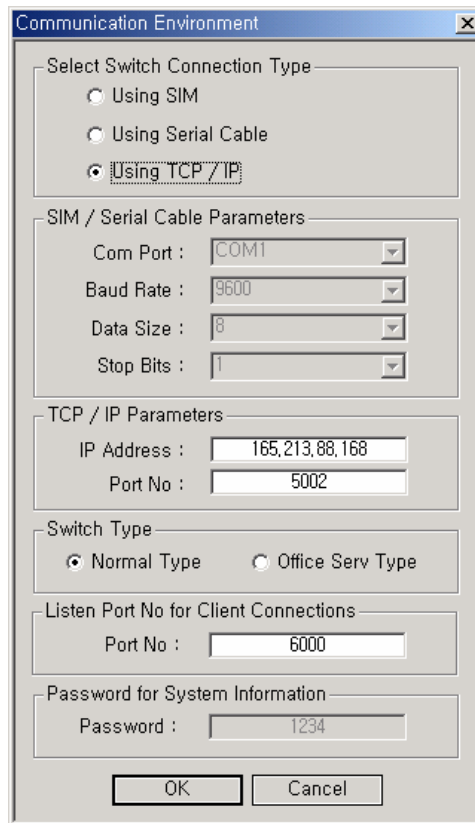 Communication Environment
Select Switch Connection Type
Using SIM
Using Serial Cable
Using TCP / IP
SIM / Serial Cable Parameters
Com Port : COM1
Baud Rate : 9600
Data Size : 8
Stop Bits : 1
TCP / IP Parameters
IP Address : 165,213,88,168
Port No : 5002
Switch Type
Normal Type Office Serv Type
Listen Port No for Client Connections
Port No : 6000
Password for System Information
Password : 1234
OK Cancel